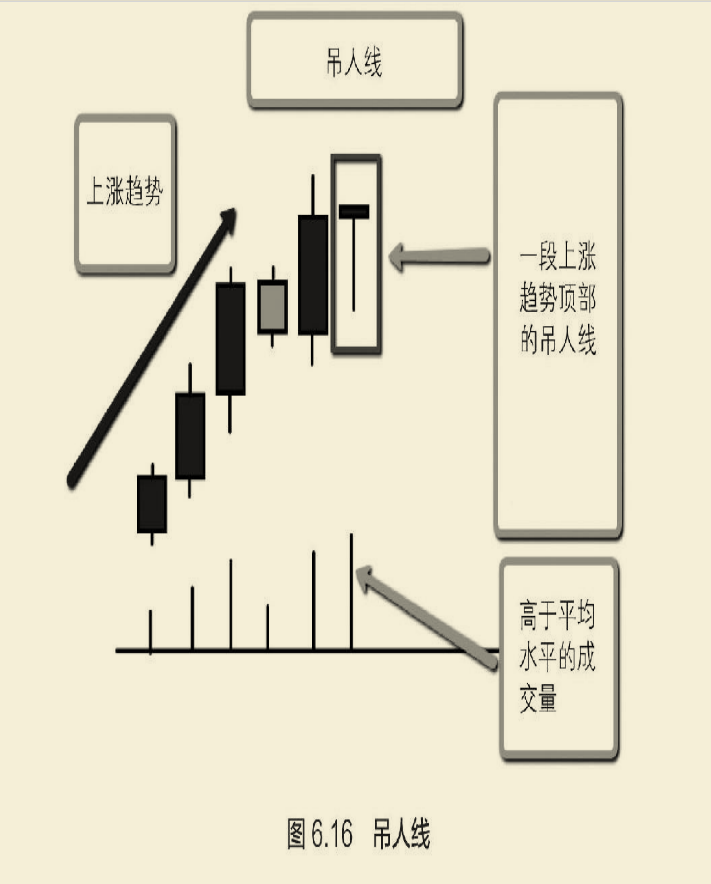 吊人线
上涨趋势
一段上涨
趋势顶部
的吊人线
高于平均
水平的成
交量
图 6.16 吊人线